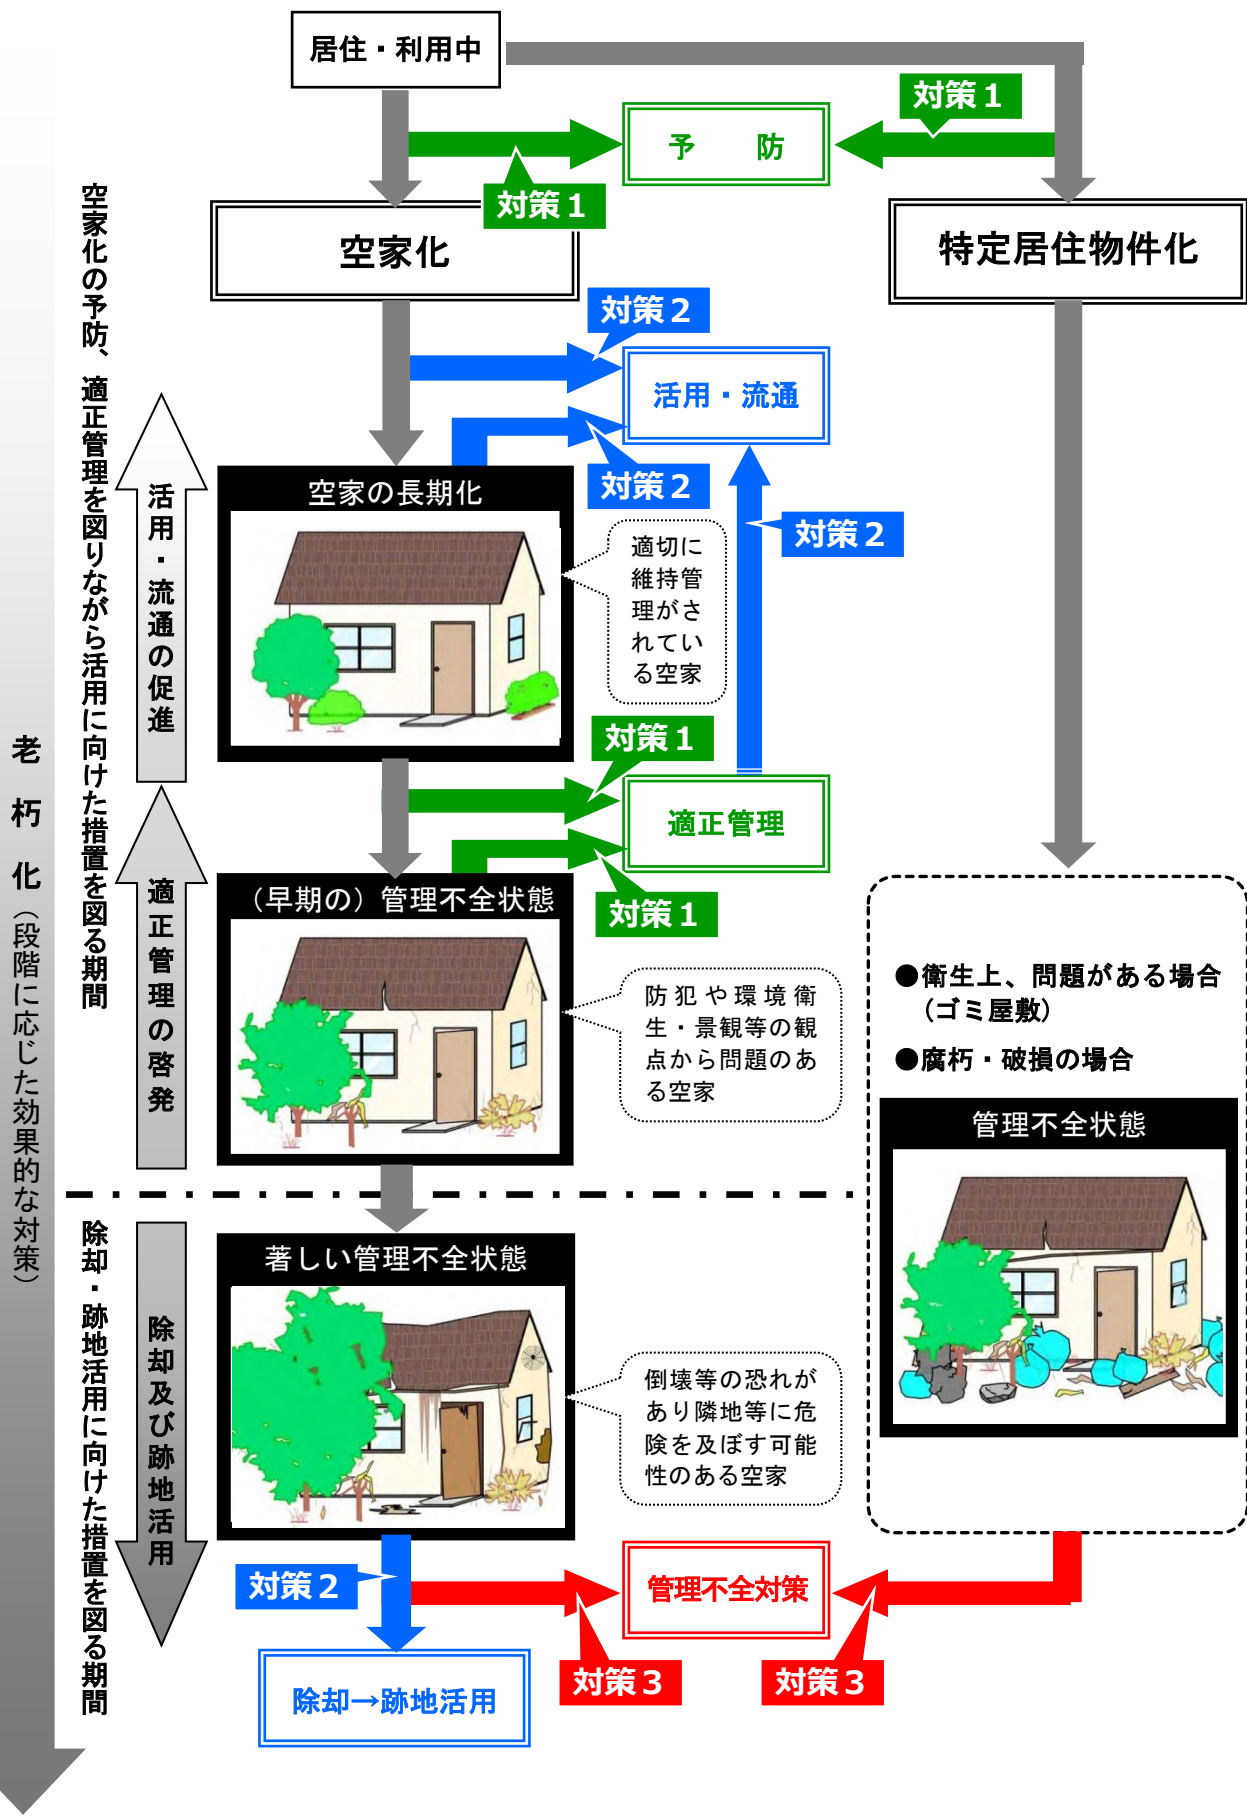 居住・利用中
対策１
予　防
対策１
空家化
特定居住物件化
対策２
活用・流通
対策２
対策２
空家の長期化
適切に
維持管
理がさ
れてい
る空家
対策１
適正管理
対策１
（早期の）管理不全状態
防犯や環境衛
生・景観等の観
点から問題のあ
る空家
●衛生上、問題がある場合
（ゴミ屋敷）
●腐朽・破損の場合
管理不全状態
著しい管理不全状態
倒壊等の恐れが
あり隣地等に危
険を及ぼす可能
性のある空家
対策２
管理不全対策
対策３
対策３
除却→跡地活用
空家化の予防、適正管理を図りながら活用に向けた措置を図る期間
活用・流通の促進
適正管理の啓発
除却・跡地活用に向けた措置を図る期間
除却及び跡地活用
老朽化（段階に応じた効果的な対策）